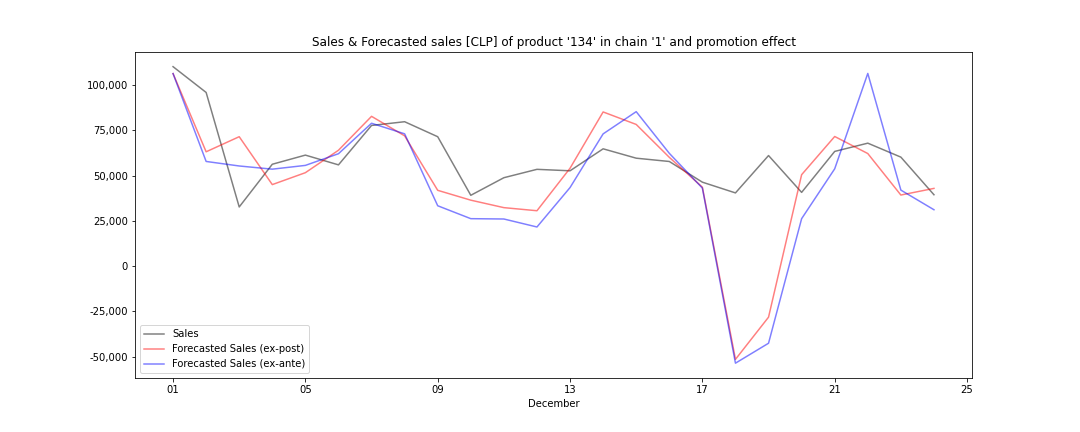 Sales & Forecasted sales [CLP] of product '134' in chain '1' and promotion effect
100,000
75,000
50,000
25,000
0
-25,000
-50,000
Sales
Forecasted Sales (ex-post)
Forecasted Sales (ex-ante)
01 05 09 13 17 21 25
December